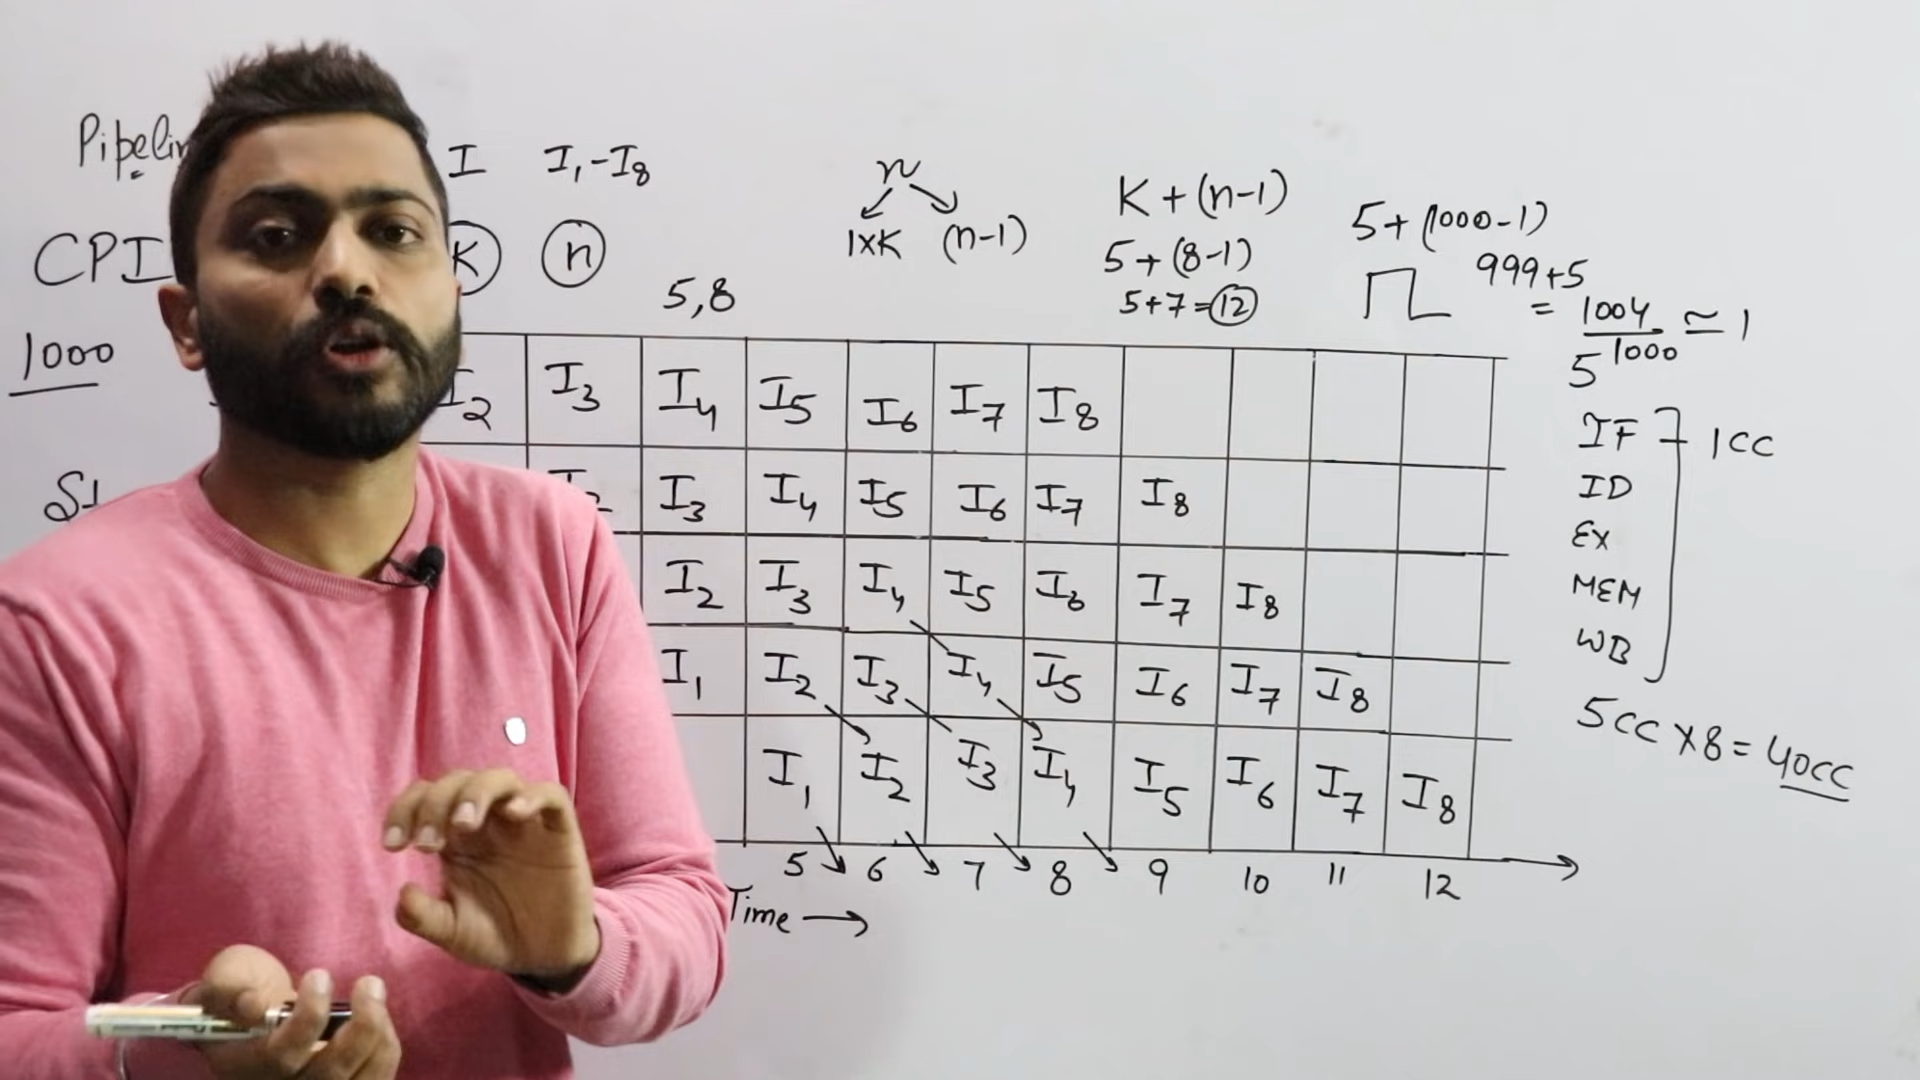 Pipelin
I I₁-I₈
n
1xK (n-1)
K + (n-1)
5+(8-1)
5+7=12
5+(1000-1)
999+5
= 1004/1000 ≃ 1
5
CPI
K n
5,8
1000
I₂ I₃ I₄ I₅ I₆ I₇ I₈
I₃ I₄ I₅ I₆ I₇ I₈
I₂ I₃ I₄ I₅ I₆ I₇ I₈
I₁ I₂ I₃ I₄ I₅ I₆ I₇ I₈
I₁ I₂ I₃ I₄ I₅ I₆ I₇ I₈
5 6 7 8 9 10 11 12
Time
IF 1CC
ID
EX
MEM
WB
5CC x8 = 40CC